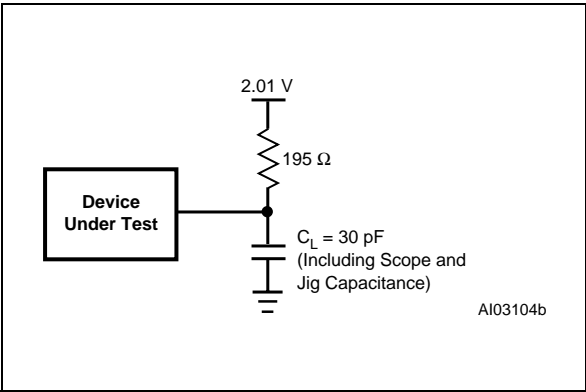 2.01 V
195 Ω
Device
Under Test
C_L = 30 pF
(Including Scope and
Jig Capacitance)
AI03104b